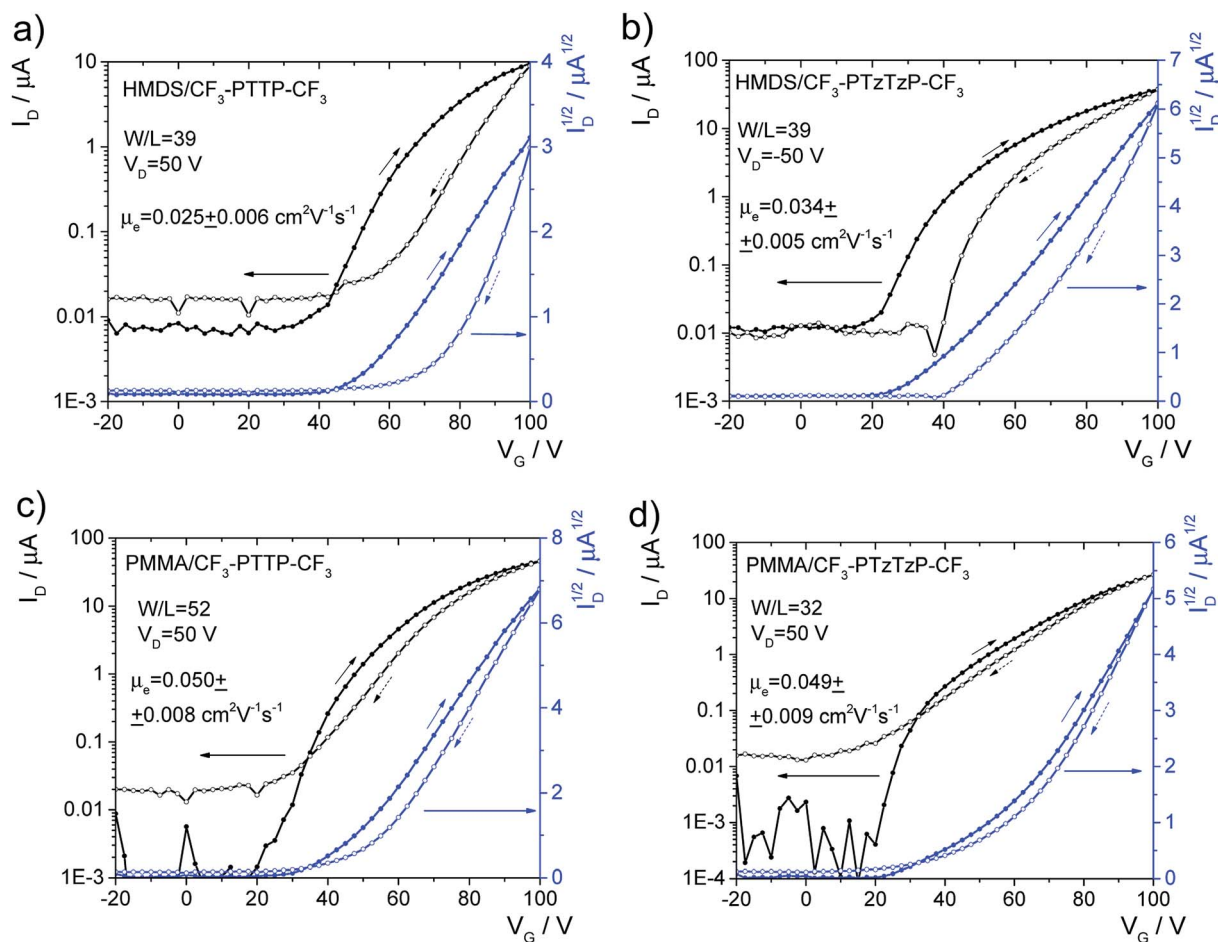 a)
I_D / μA
I_D^1/2 / μA^1/2
HMDS/CF₃-PTTP-CF₃
W/L=39
V_D=50 V
μ_e=0.025±0.006 cm²V⁻¹s⁻¹
10
1
0.1
0.01
1E-3
4
3
2
1
0
-20 0 20 40 60 80 100
V_G / V
b)
I_D / μA
I_D^1/2 / μA^1/2
HMDS/CF₃-PTzTzP-CF₃
W/L=39
V_D=-50 V
μ_e=0.034±
±0.005 cm²V⁻¹s⁻¹
100
10
1
0.1
0.01
1E-3
7
6
5
4
3
2
1
0
-20 0 20 40 60 80 100
V_G / V
c)
I_D / μA
I_D^1/2 / μA^1/2
PMMA/CF₃-PTTP-CF₃
W/L=52
V_D=50 V
μ_e=0.050±
±0.008 cm²V⁻¹s⁻¹
100
10
1
0.1
0.01
1E-3
8
6
4
2
0
-20 0 20 40 60 80 100
V_G / V
d)
I_D / μA
I_D^1/2 / μA^1/2
PMMA/CF₃-PTzTzP-CF₃
W/L=32
V_D=50 V
μ_e=0.049±
±0.009 cm²V⁻¹s⁻¹
100
10
1
0.1
0.01
1E-3
1E-4
6
5
4
3
2
1
0
-20 0 20 40 60 80 100
V_G / V